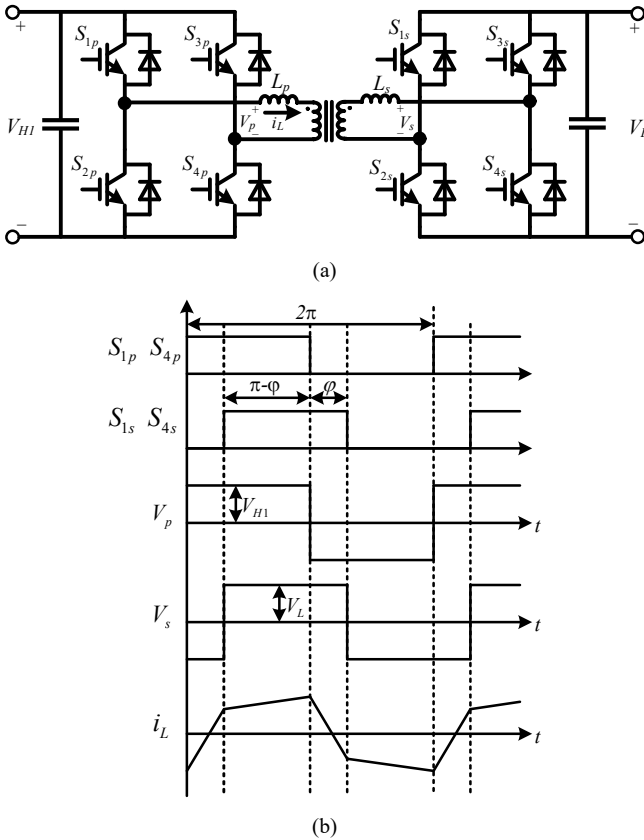 + S1p S3p S1s S3s +
Lp Ls
VH1 + Vp − iL + Vs −
S2p S4p S2s S4s
− −
(a)
2π
S1p S4p
π-φ φ
S1s S4s
VH1
Vp t
VL
Vs t
iL t
(b)